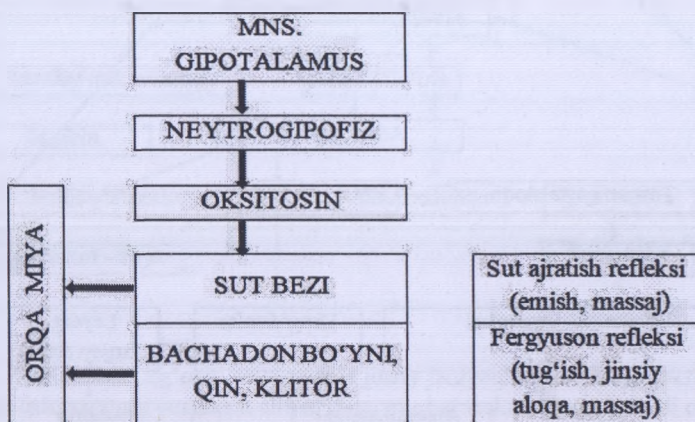 MNS.
GIPOTALAMUS
NEYTROGIPOFIZ
OKSITOSIN
ORQA MIYA
SUT BEZI
Sut ajratish refleksi
(emish, massaj)
BACHADON BO‘YNI,
QIN, KLITOR
Fergyuson refleksi
(tug‘ish, jinsiy
aloqa, massaj)